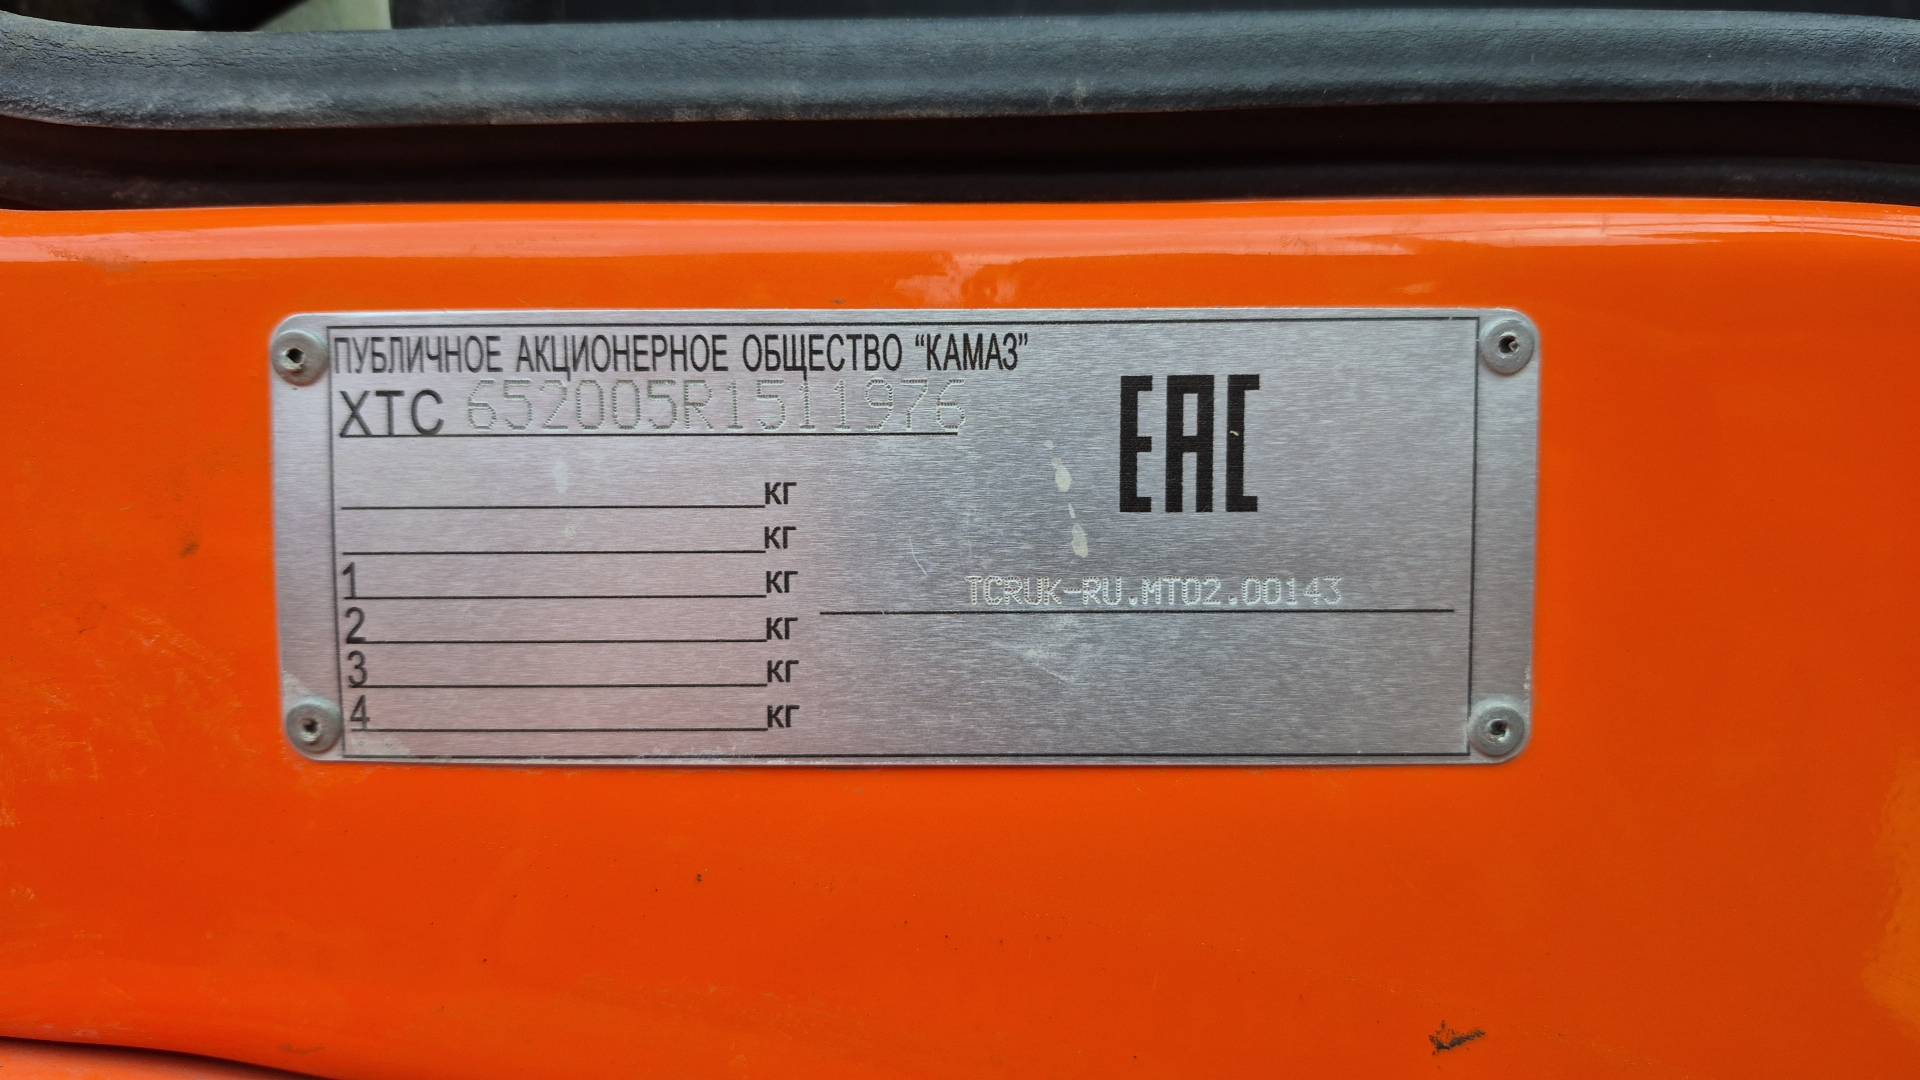 ПУБЛИЧНОЕ АКЦИОНЕРНОЕ ОБЩЕСТВО “КАМАЗ”
XTC 652005R1511976
EAC
кг
кг
1 кг
2 кг
3 кг
4 кг
TCRUK-RU.MT02.00143